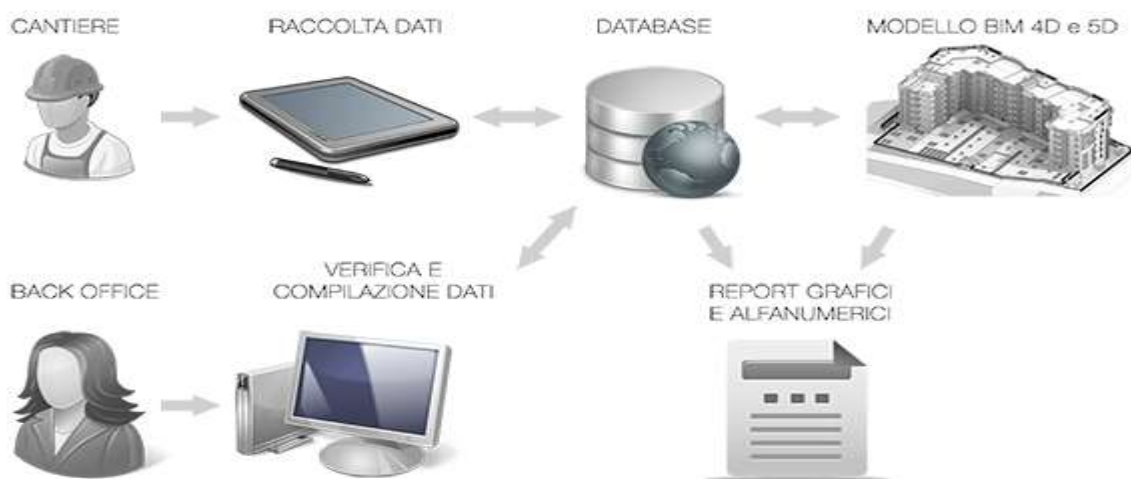 CANTIERE
RACCOLTA DATI
DATABASE
MODELLO BIM 4D e 5D
BACK OFFICE
VERIFICA E
COMPILAZIONE DATI
REPORT GRAFICI
E ALFANUMERICI